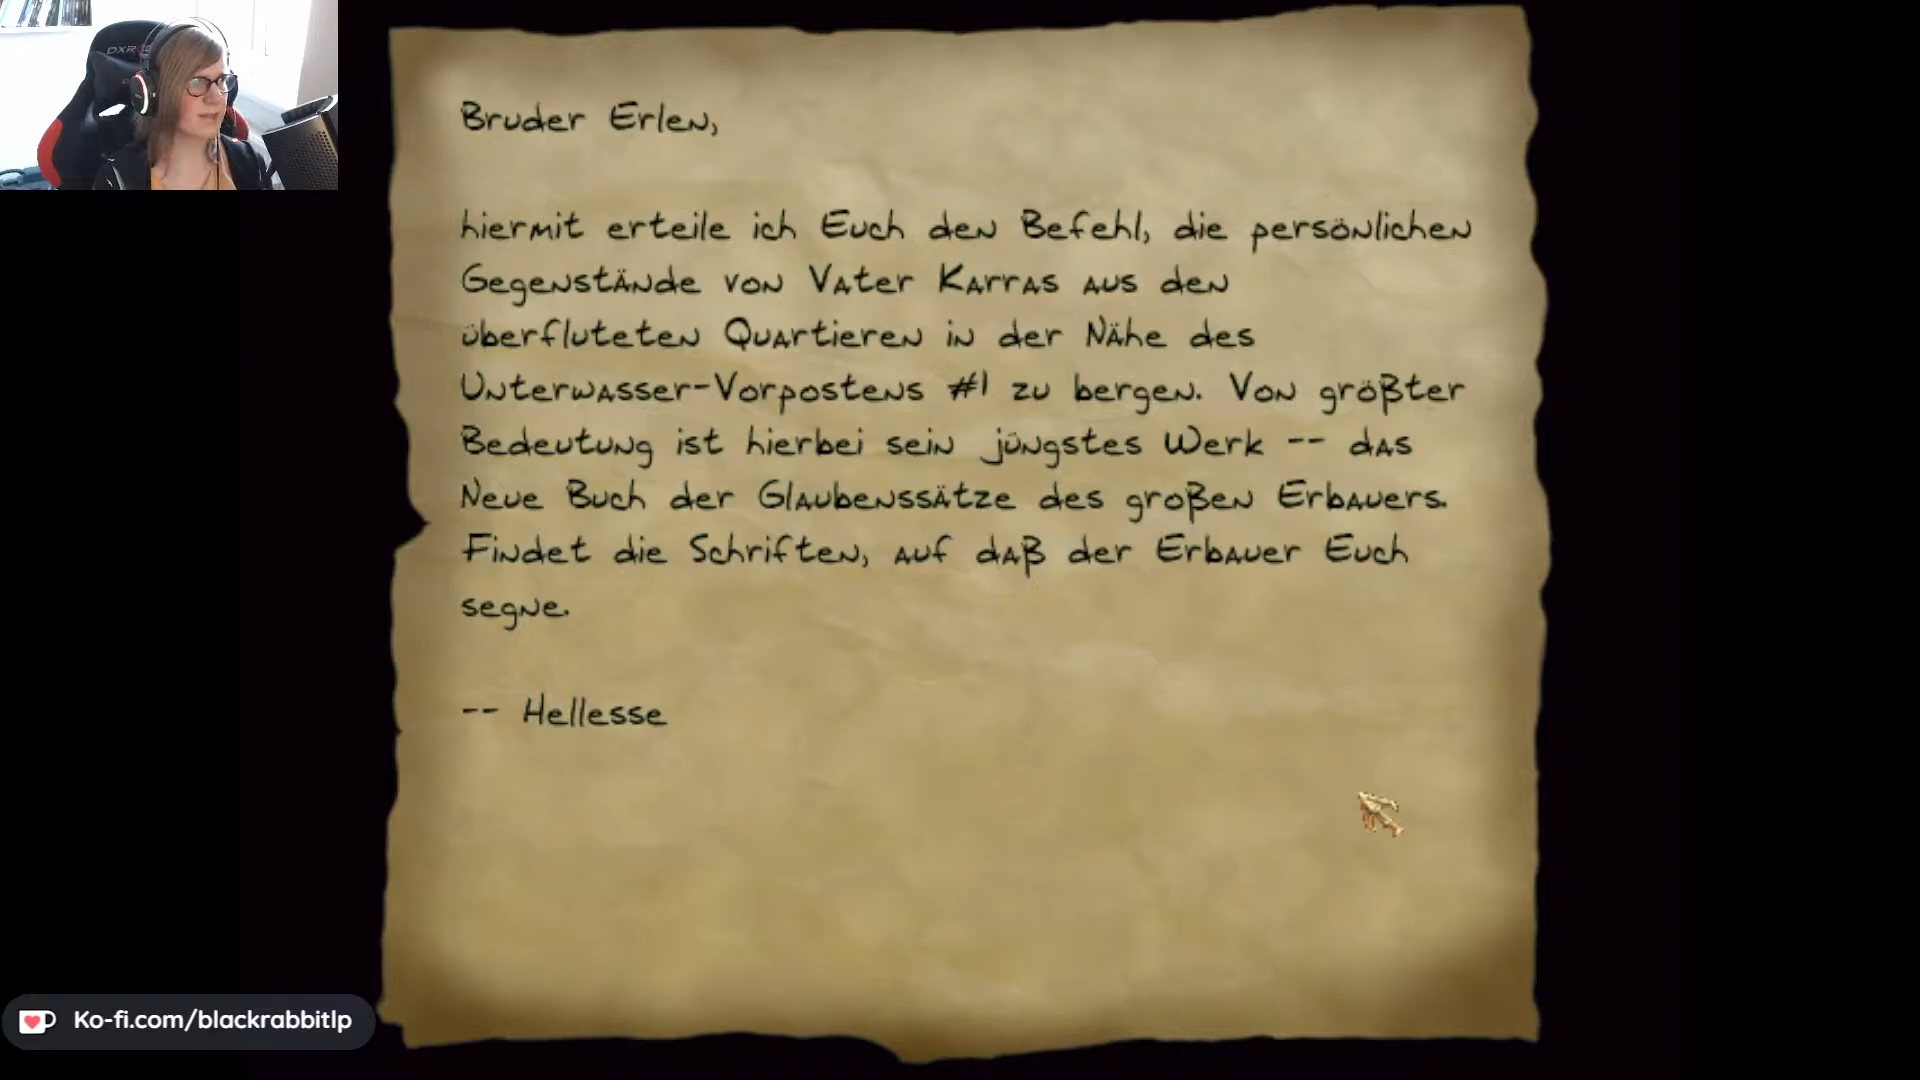 DXR
Bruder Erlen,
hiermit erteile ich Euch den Befehl, die persönlichen
Gegenstände von Vater Karras aus den
überfluteten Quartieren in der Nähe des
Unterwasser-Vorpostens #1 zu bergen. Von größter
Bedeutung ist hierbei sein jüngstes Werk -- das
Neue Buch der Glaubenssätze des großen Erbauers.
Findet die Schriften, auf daß der Erbauer Euch
segne.
-- Hellesse
Ko-fi.com/blackrabbitlp